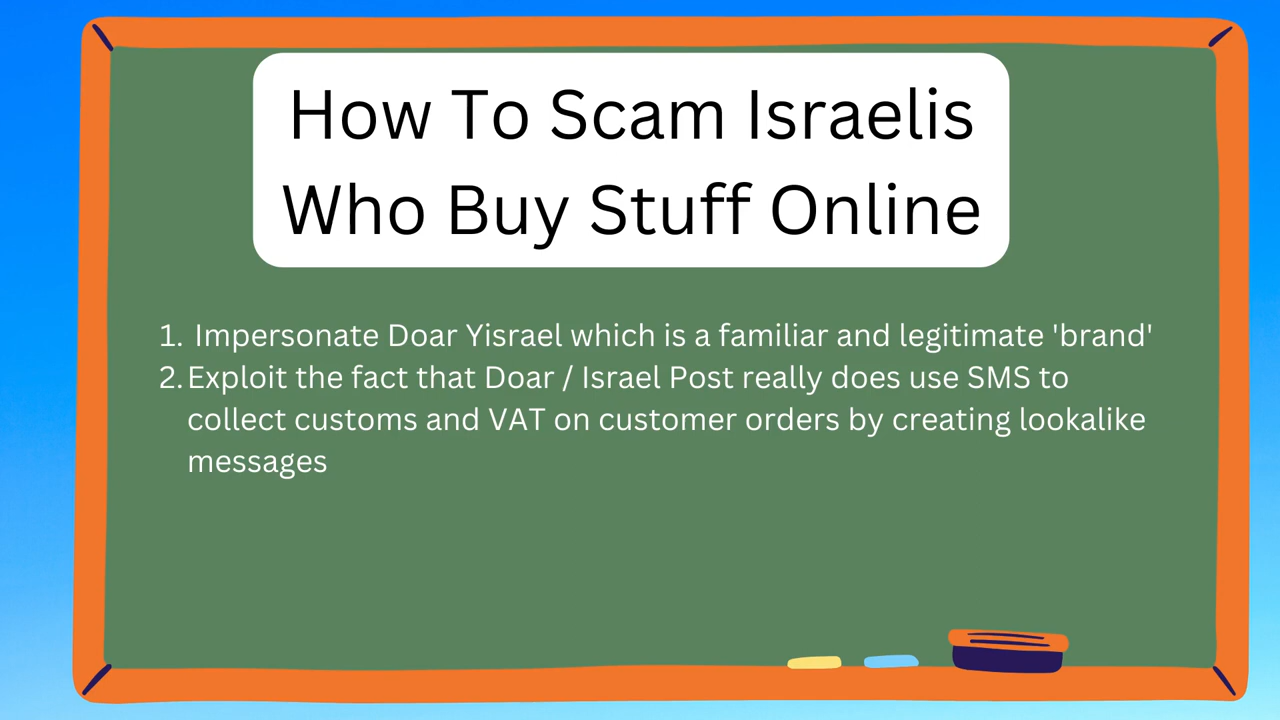 How To Scam Israelis
Who Buy Stuff Online
1. Impersonate Doar Yisrael which is a familiar and legitimate 'brand'
2. Exploit the fact that Doar / Israel Post really does use SMS to
collect customs and VAT on customer orders by creating lookalike
messages